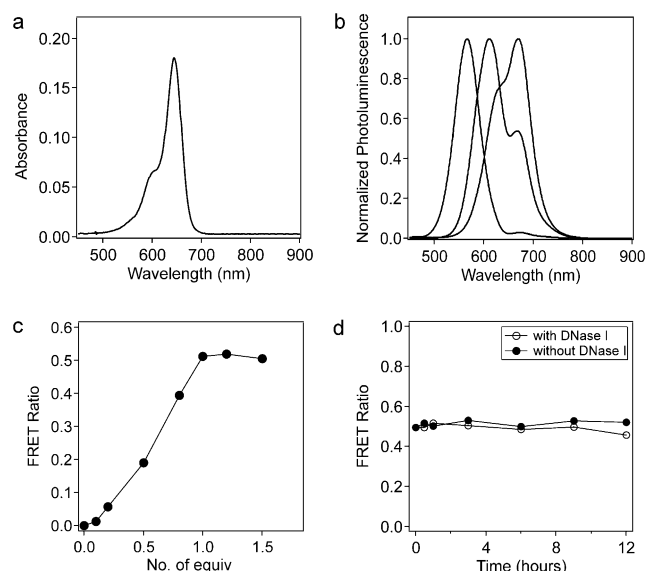 a
0.20
0.15
0.10
0.05
0.00
Absorbance
500 600 700 800 900
Wavelength (nm)
b
1.0
0.8
0.6
0.4
0.2
0.0
Normalized Photoluminescence
500 600 700 800 900
Wavelength (nm)
c
0.6
0.5
0.4
0.3
0.2
0.1
0.0
FRET Ratio
0.0 0.5 1.0 1.5
No. of equiv
d
with DNase I
without DNase I
1.0
0.8
0.6
0.4
0.2
0.0
FRET Ratio
0 4 8 12
Time (hours)